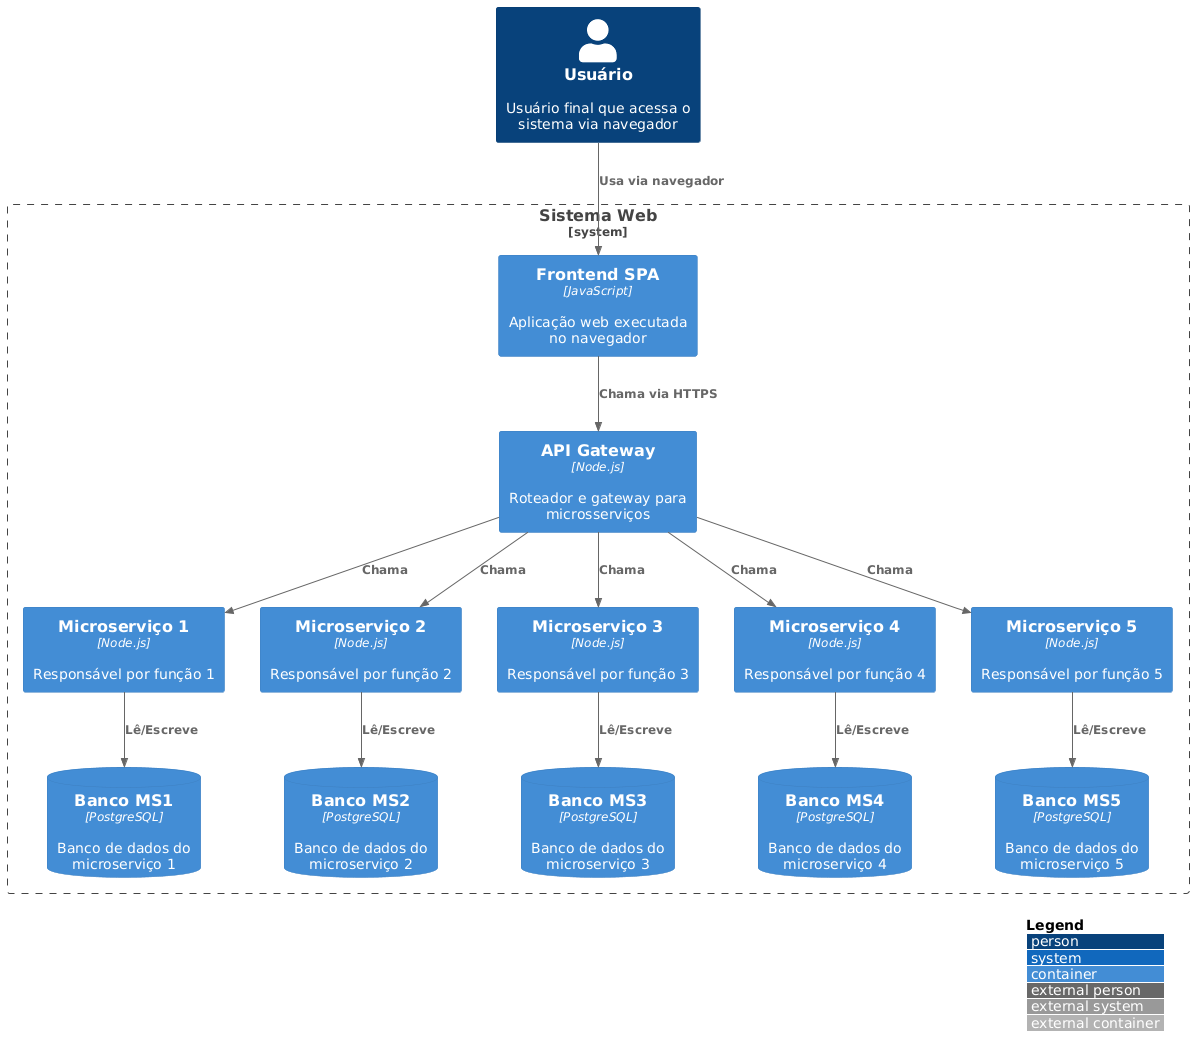 Usuário
Usuário final que acessa o
sistema via navegador
Usa via navegador
Sistema Web
[system]
Frontend SPA
[JavaScript]
Aplicação web executada
no navegador
Chama via HTTPS
API Gateway
[Node.js]
Roteador e gateway para
microsserviços
Chama
Chama
Chama
Chama
Chama
Microserviço 1
[Node.js]
Responsável por função 1
Microserviço 2
[Node.js]
Responsável por função 2
Microserviço 3
[Node.js]
Responsável por função 3
Microserviço 4
[Node.js]
Responsável por função 4
Microserviço 5
[Node.js]
Responsável por função 5
Lê/Escreve
Lê/Escreve
Lê/Escreve
Lê/Escreve
Lê/Escreve
Banco MS1
[PostgreSQL]
Banco de dados do
microserviço 1
Banco MS2
[PostgreSQL]
Banco de dados do
microserviço 2
Banco MS3
[PostgreSQL]
Banco de dados do
microserviço 3
Banco MS4
[PostgreSQL]
Banco de dados do
microserviço 4
Banco MS5
[PostgreSQL]
Banco de dados do
microserviço 5
Legend
person
system
container
external person
external system
external container